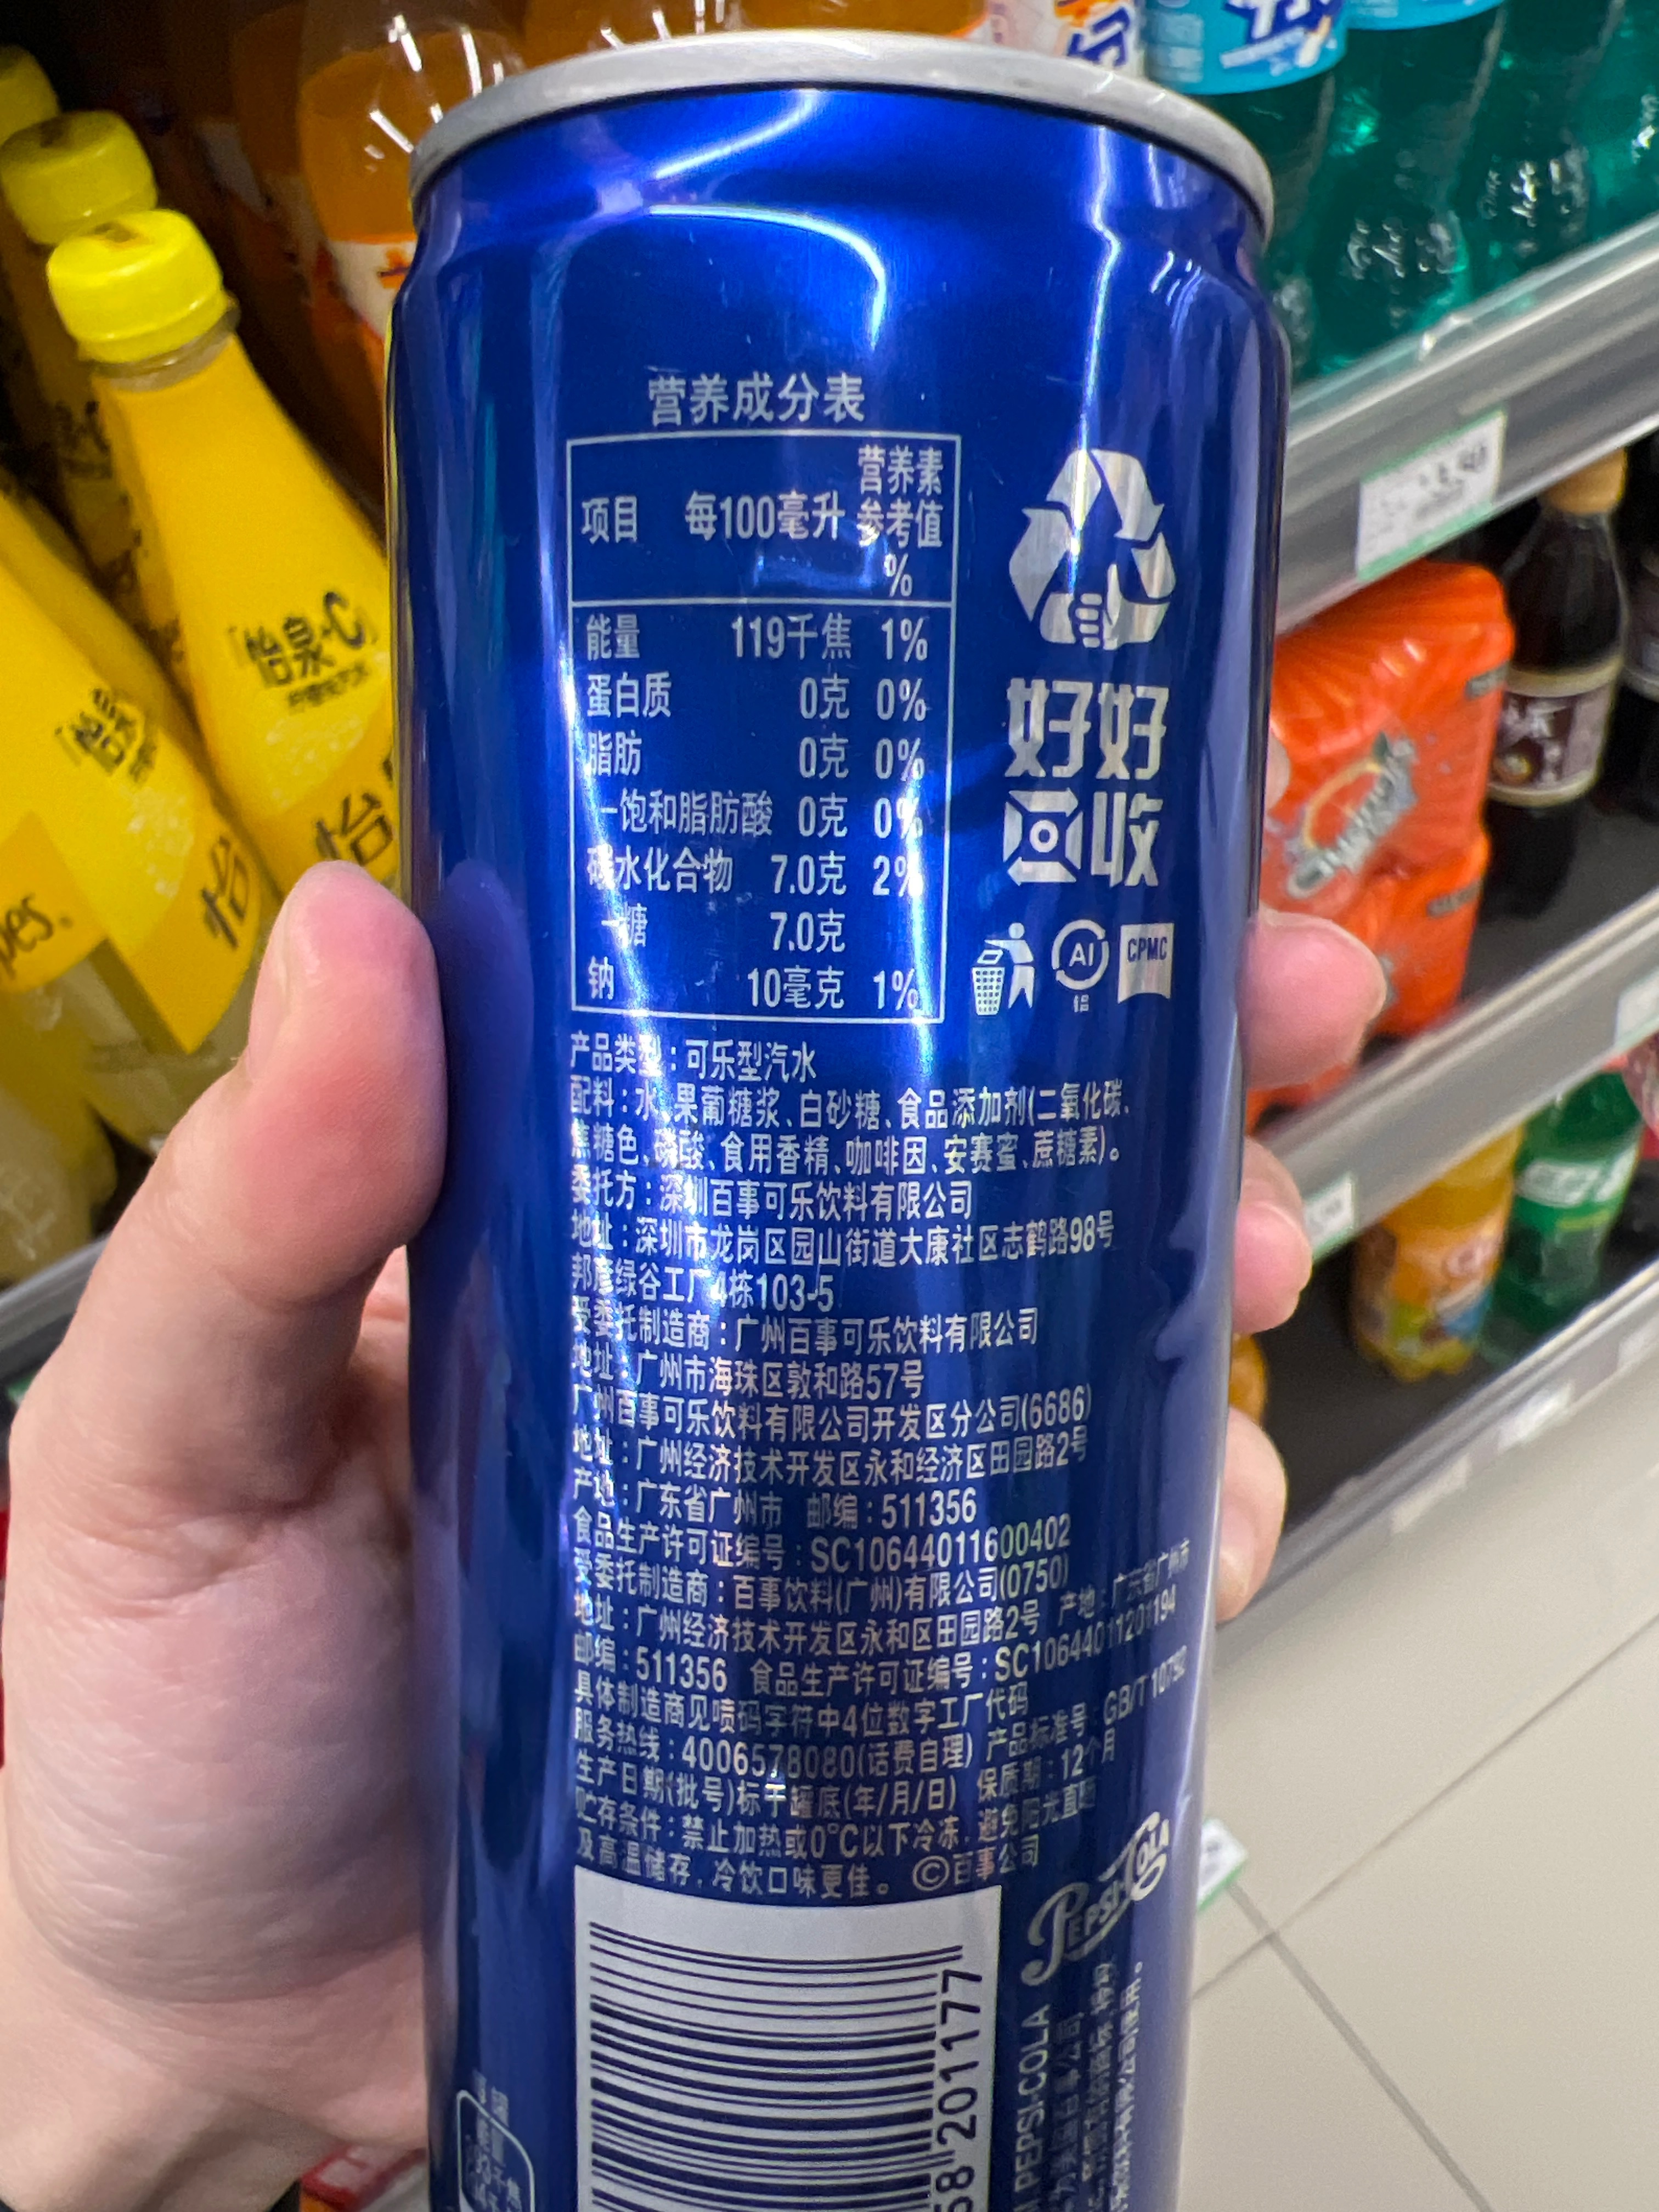 营养成分表
项目 每100毫升 营养素参考值%
能量 119千焦 1%
蛋白质 0克 0%
脂肪 0克 0%
一饱和脂肪酸 0克 0%
碳水化合物 7.0克 2%
一糖 7.0克
钠 10毫克 1%
好好
回收
AI
铝
CPMC
产品类型:可乐型汽水
配料:水、果葡糖浆、白砂糖、食品添加剂(二氧化碳、
焦糖色、磷酸、食用香精、咖啡因、安赛蜜、蔗糖素)。
委托方:深圳百事可乐饮料有限公司
地址:深圳市龙岗区园山街道大康社区志鹤路98号
邦彦绿谷工厂4栋103-5
受委托制造商:广州百事可乐饮料有限公司
地址:广州市海珠区敦和路57号
广州百事可乐饮料有限公司开发区分公司(6686)
地址:广州经济技术开发区永和经济区田园路2号
产地:广东省广州市 邮编:511356
食品生产许可证编号:SC10644011600402
受委托制造商:百事饮料(广州)有限公司(0750)
地址:广州经济技术开发区永和区田园路2号 产地:广东省广州市
邮编:511356 食品生产许可证编号:SC10644011201194
具体制造商见喷码字符中4位数字工厂代码
服务热线:4006578080(话费自理) 产品标准号:GB/T 10792
生产日期(批号)标于罐底(年/月/日) 保质期:12个月
贮存条件:禁止加热或0°C以下冷冻,避免阳光直晒
及高温储存,冷饮口味更佳。 ©百事公司
PEPSI-COLA
PEPSI-COLA
201177
怡泉+C
怡泉
怡